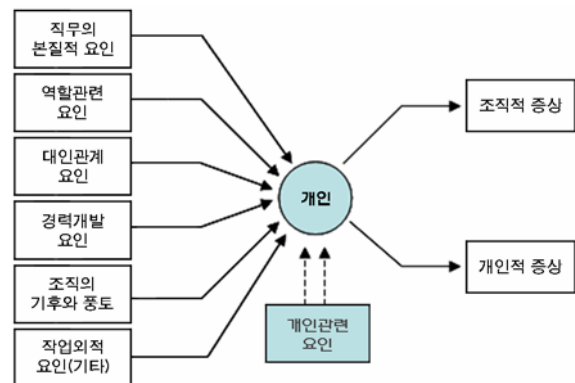 직무의
본질적 요인
역할관련
요인
대인관계
요인
경력개발
요인
조직의
기후와 풍토
작업외적
요인(기타)
개인
개인관련
요인
조직적 증상
개인적 증상